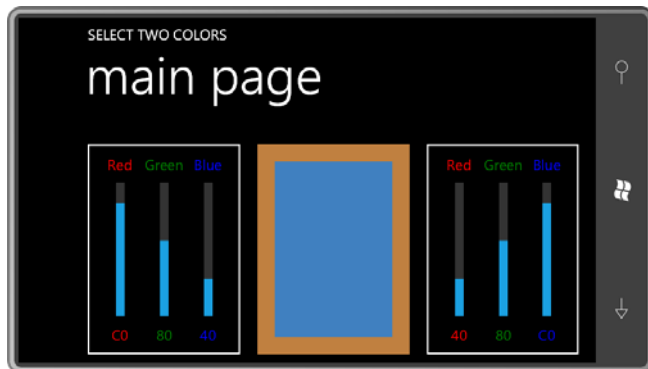 SELECT TWO COLORS
main page
Red Green Blue
C0 80 40
Red Green Blue
40 80 C0